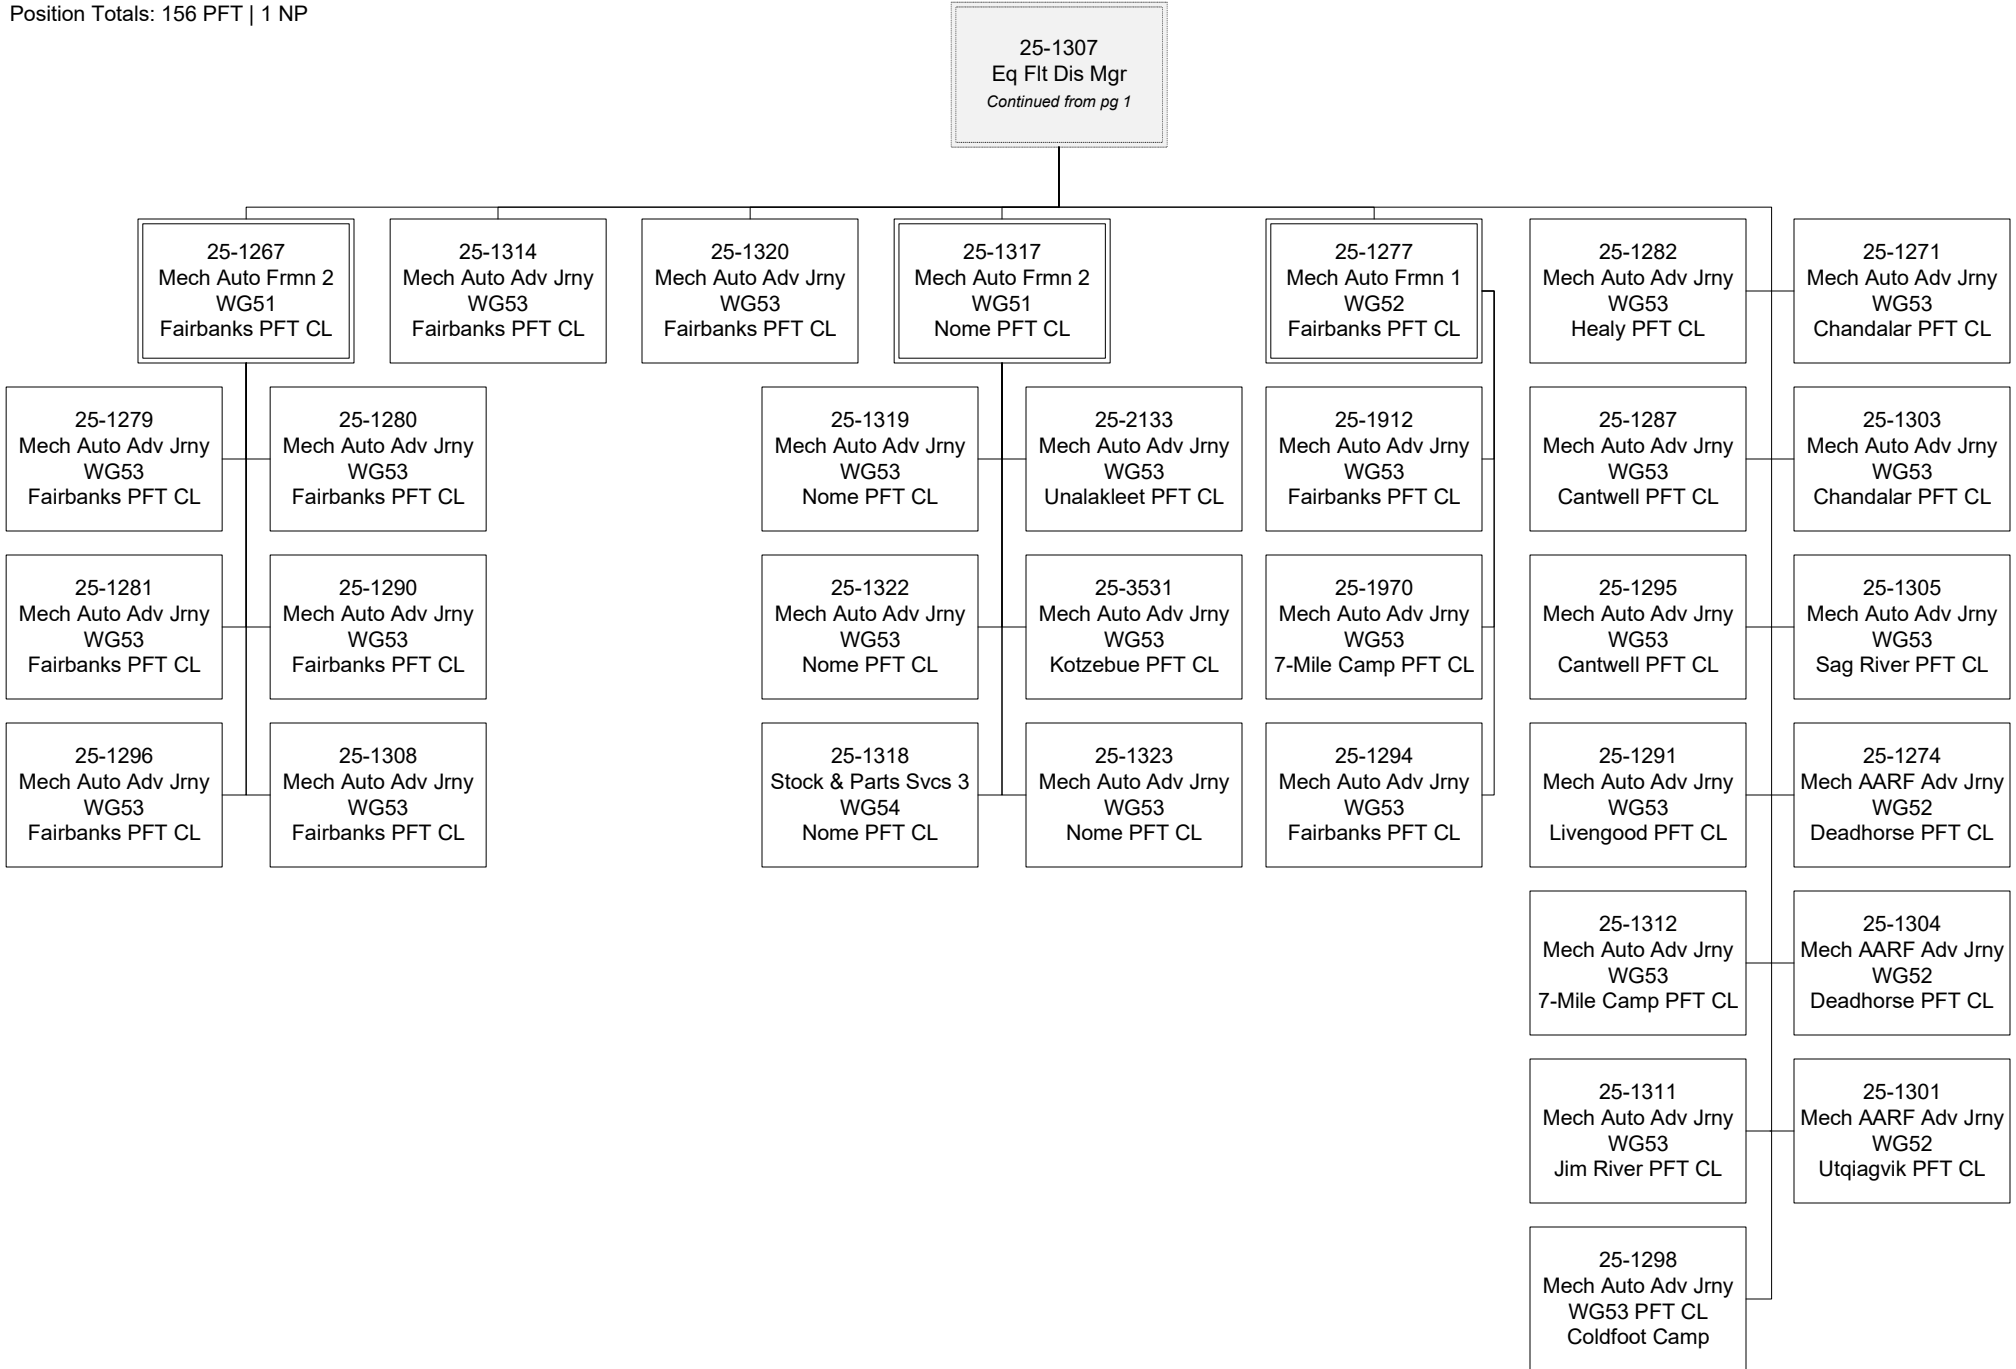 Position Totals: 156 PFT | 1 NP
25-1307
Eq Flt Dis Mgr
Continued from pg 1
25-1267
Mech Auto Frmn 2
WG51
Fairbanks PFT CL
25-1314
Mech Auto Adv Jrny
WG53
Fairbanks PFT CL
25-1320
Mech Auto Adv Jrny
WG53
Fairbanks PFT CL
25-1317
Mech Auto Frmn 2
WG51
Nome PFT CL
25-1277
Mech Auto Frmn 1
WG52
Fairbanks PFT CL
25-1282
Mech Auto Adv Jrny
WG53
Healy PFT CL
25-1271
Mech Auto Adv Jrny
WG53
Chandalar PFT CL
25-1279
Mech Auto Adv Jrny
WG53
Fairbanks PFT CL
25-1280
Mech Auto Adv Jrny
WG53
Fairbanks PFT CL
25-1319
Mech Auto Adv Jrny
WG53
Nome PFT CL
25-2133
Mech Auto Adv Jrny
WG53
Unalakleet PFT CL
25-1912
Mech Auto Adv Jrny
WG53
Fairbanks PFT CL
25-1287
Mech Auto Adv Jrny
WG53
Cantwell PFT CL
25-1303
Mech Auto Adv Jrny
WG53
Chandalar PFT CL
25-1281
Mech Auto Adv Jrny
WG53
Fairbanks PFT CL
25-1290
Mech Auto Adv Jrny
WG53
Fairbanks PFT CL
25-1322
Mech Auto Adv Jrny
WG53
Nome PFT CL
25-3531
Mech Auto Adv Jrny
WG53
Kotzebue PFT CL
25-1970
Mech Auto Adv Jrny
WG53
7-Mile Camp PFT CL
25-1295
Mech Auto Adv Jrny
WG53
Cantwell PFT CL
25-1305
Mech Auto Adv Jrny
WG53
Sag River PFT CL
25-1296
Mech Auto Adv Jrny
WG53
Fairbanks PFT CL
25-1308
Mech Auto Adv Jrny
WG53
Fairbanks PFT CL
25-1318
Stock & Parts Svcs 3
WG54
Nome PFT CL
25-1323
Mech Auto Adv Jrny
WG53
Nome PFT CL
25-1294
Mech Auto Adv Jrny
WG53
Fairbanks PFT CL
25-1291
Mech Auto Adv Jrny
WG53
Livengood PFT CL
25-1274
Mech AARF Adv Jrny
WG52
Deadhorse PFT CL
25-1312
Mech Auto Adv Jrny
WG53
7-Mile Camp PFT CL
25-1304
Mech AARF Adv Jrny
WG52
Deadhorse PFT CL
25-1311
Mech Auto Adv Jrny
WG53
Jim River PFT CL
25-1301
Mech AARF Adv Jrny
WG52
Utqiagvik PFT CL
25-1298
Mech Auto Adv Jrny
WG53 PFT CL
Coldfoot Camp